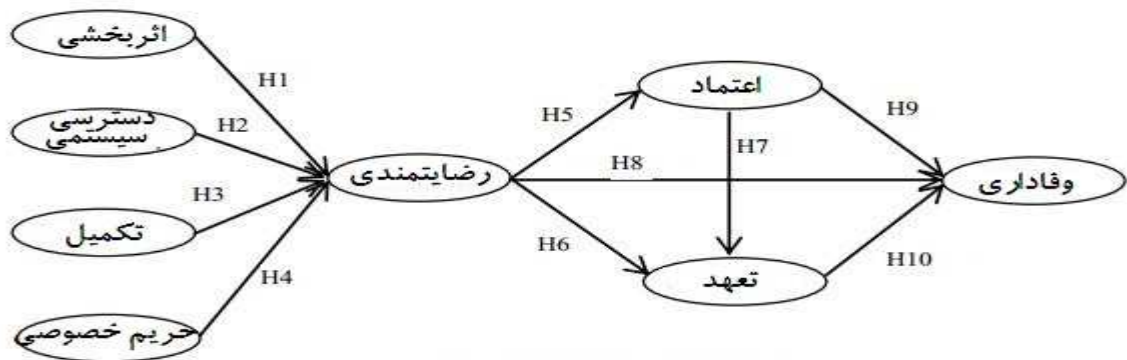 اثربخشی
H1
دسترسی
سیستمی
H2
تکمیل
H3
حریم خصوصی
H4
رضایتمندی
H5
H6
اعتماد
H7
H8
تعهد
H9
H10
وفاداری